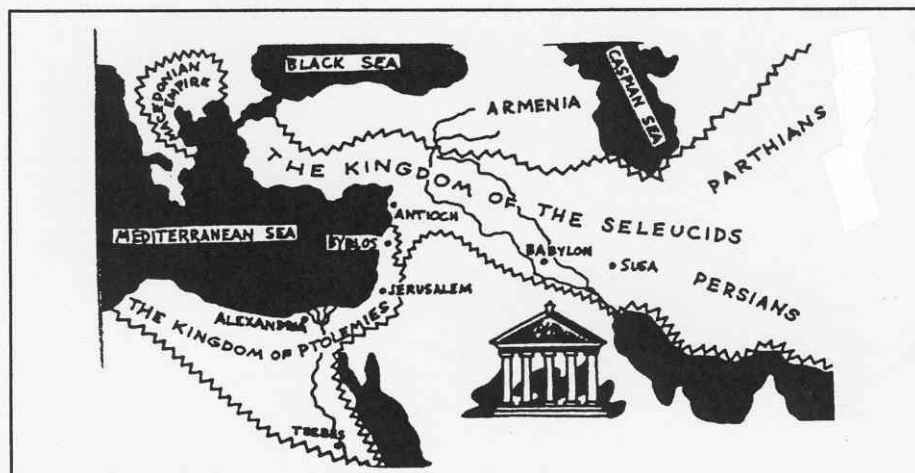 BLACK SEA
CASPIAN SEA
MACEDONIAN
EMPIRE
ARMENIA
PARTHIANS
THE KINGDOM OF THE SELEUCIDS
ANTIOCH
MEDITERRANEAN SEA
BYBLOS
BABYLON
SUSA
JERUSALEM
PERSIANS
ALEXANDRIA
THE KINGDOM OF PTOLEMIES
THEBES